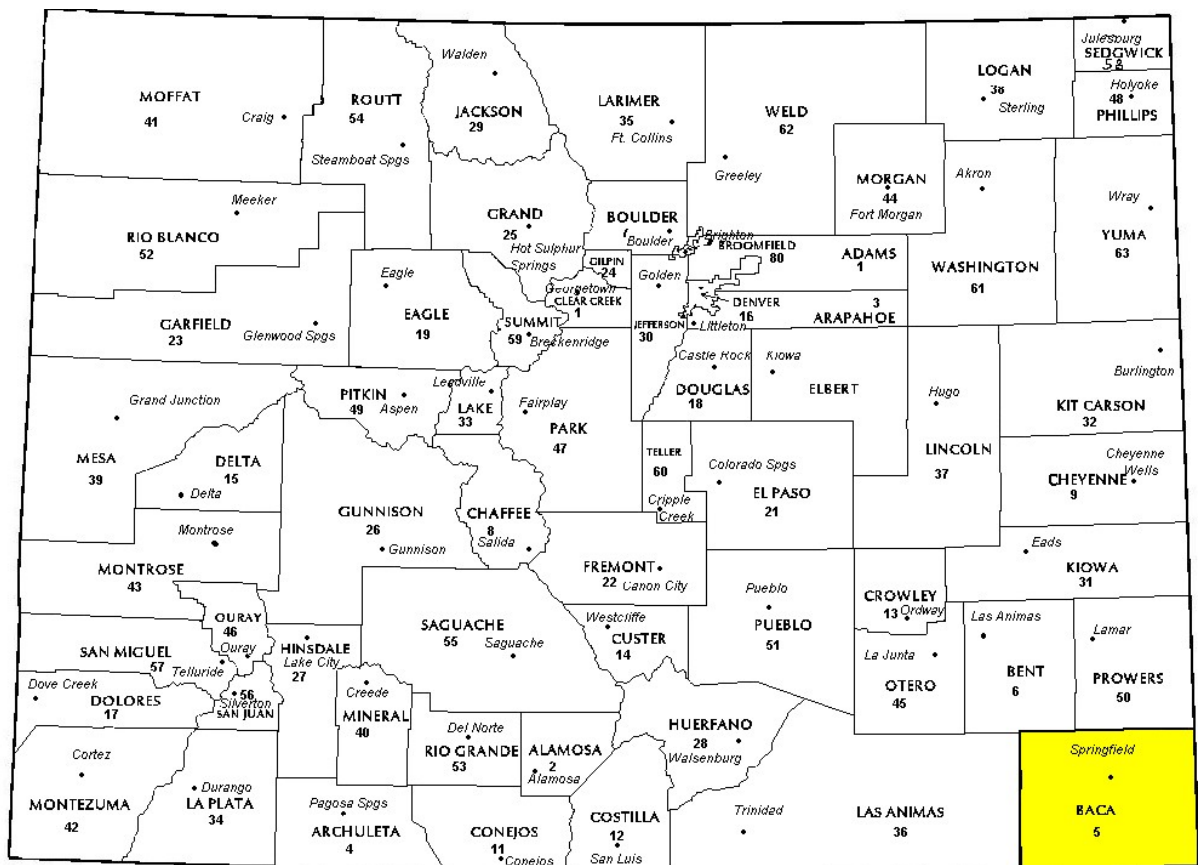 Julesburg
SEDGWICK
58
Walden
LOGAN
38
Sterling
Holyoke
48
PHILLIPS
MOFFAT
41
Craig
ROUTT
54
Steamboat Spgs
JACKSON
29
LARIMER
35
Ft. Collins
WELD
62
Greeley
MORGAN
44
Fort Morgan
Akron
WASHINGTON
61
Wray
YUMA
63
Meeker
RIO BLANCO
52
GRAND
25
Hot Sulphur
Springs
BOULDER
Boulder
Brighton
BROOMFIELD
80
ADAMS
1
GILPIN
24
Georgetown
CLEAR CREEK
1
Golden
JEFFERSON
30
DENVER
16
Littleton
3
ARAPAHOE
Eagle
EAGLE
19
SUMMIT
59
Breckenridge
GARFIELD
23
Glenwood Spgs
Castle Rock
DOUGLAS
18
Kiowa
ELBERT
Hugo
LINCOLN
37
Burlington
KIT CARSON
32
Grand Junction
MESA
39
PITKIN
49
Aspen
Leadville
LAKE
33
Fairplay
PARK
47
TELLER
60
Cripple
Creek
Colorado Spgs
EL PASO
21
Cheyenne
Wells
CHEYENNE
9
DELTA
15
Delta
GUNNISON
26
Gunnison
CHAFFEE
8
Salida
Montrose
MONTROSE
43
FREMONT
22
Canon City
Pueblo
PUEBLO
51
CROWLEY
13
Ordway
Eads
KIOWA
31
OURAY
46
Ouray
SAN MIGUEL
57
Telluride
HINSDALE
Lake City
27
SAGUACHE
55
Saguache
Westcliffe
CUSTER
14
La Junta
OTERO
45
Las Animas
BENT
6
Lamar
PROWERS
50
Dove Creek
DOLORES
17
56
Silverton
SAN JUAN
Creede
MINERAL
40
Del Norte
RIO GRANDE
53
ALAMOSA
2
Alamosa
HUERFANO
28
Walsenburg
Cortez
MONTEZUMA
42
Durango
LA PLATA
34
Pagosa Spgs
ARCHULETA
4
CONEJOS
11
Conejos
COSTILLA
12
San Luis
Trinidad
LAS ANIMAS
36
Springfield
BACA
5